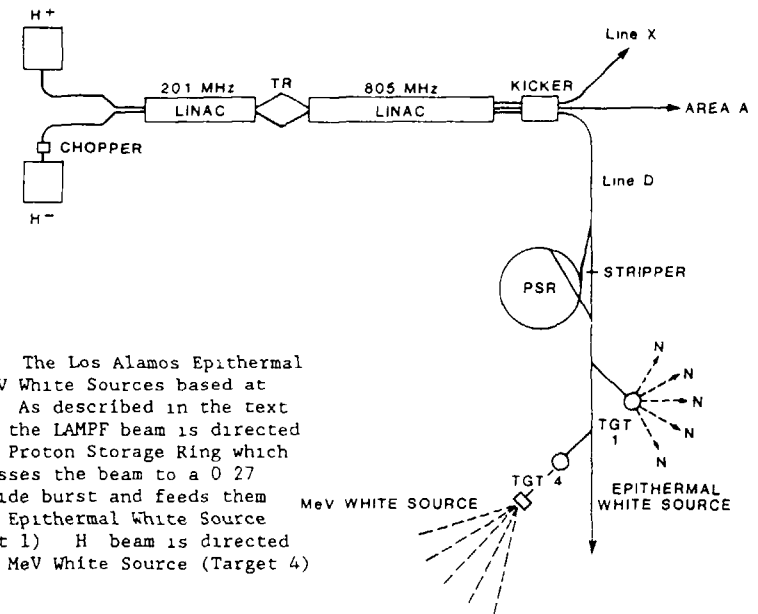 H+
Line X
201 MHz
TR
805 MHz
KICKER
LINAC
LINAC
AREA A
CHOPPER
H-
Line D
STRIPPER
PSR
The Los Alamos Epithermal
V White Sources based at
As described in the text
the LAMPF beam is directed
Proton Storage Ring which
sses the beam to a 0 27
ide burst and feeds them
Epithermal White Source
t 1) H beam is directed
MeV White Source (Target 4)
N
N
N
N
N
TGT
1
TGT 4
EPITHERMAL
WHITE SOURCE
MeV WHITE SOURCE